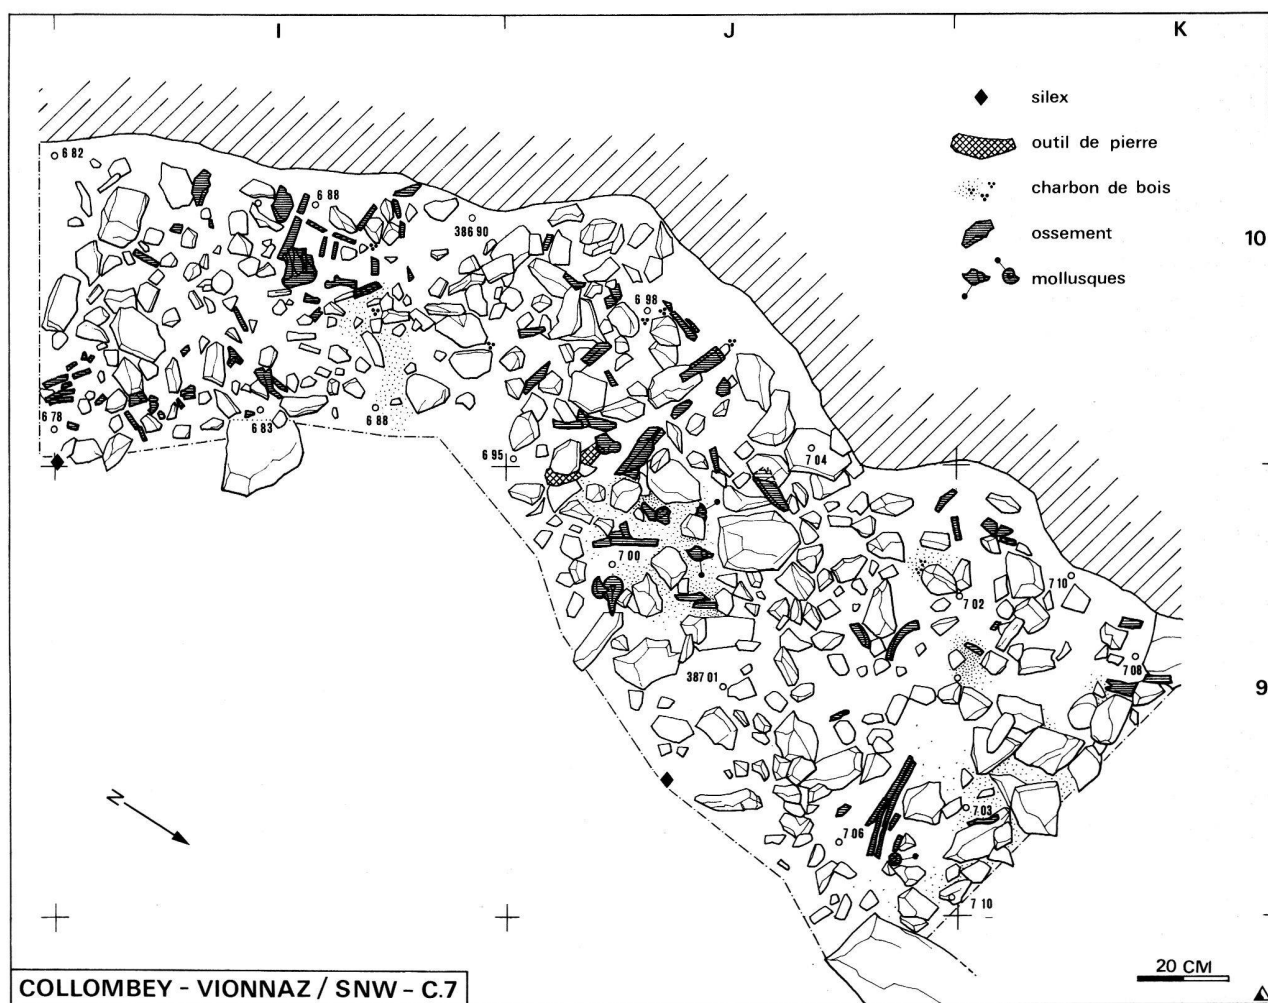 I J K
silex
outil de pierre
charbon de bois
ossement
mollusques
6 82
6 88
386 90
10
6 98
6 78
6 83
6 88
6 95
7 04
7 00
7 10
7 02
7 08
387 01
9
N
7 03
7 06
7 10
20 CM
COLLOMBEY - VIONNAZ / SNW - C.7